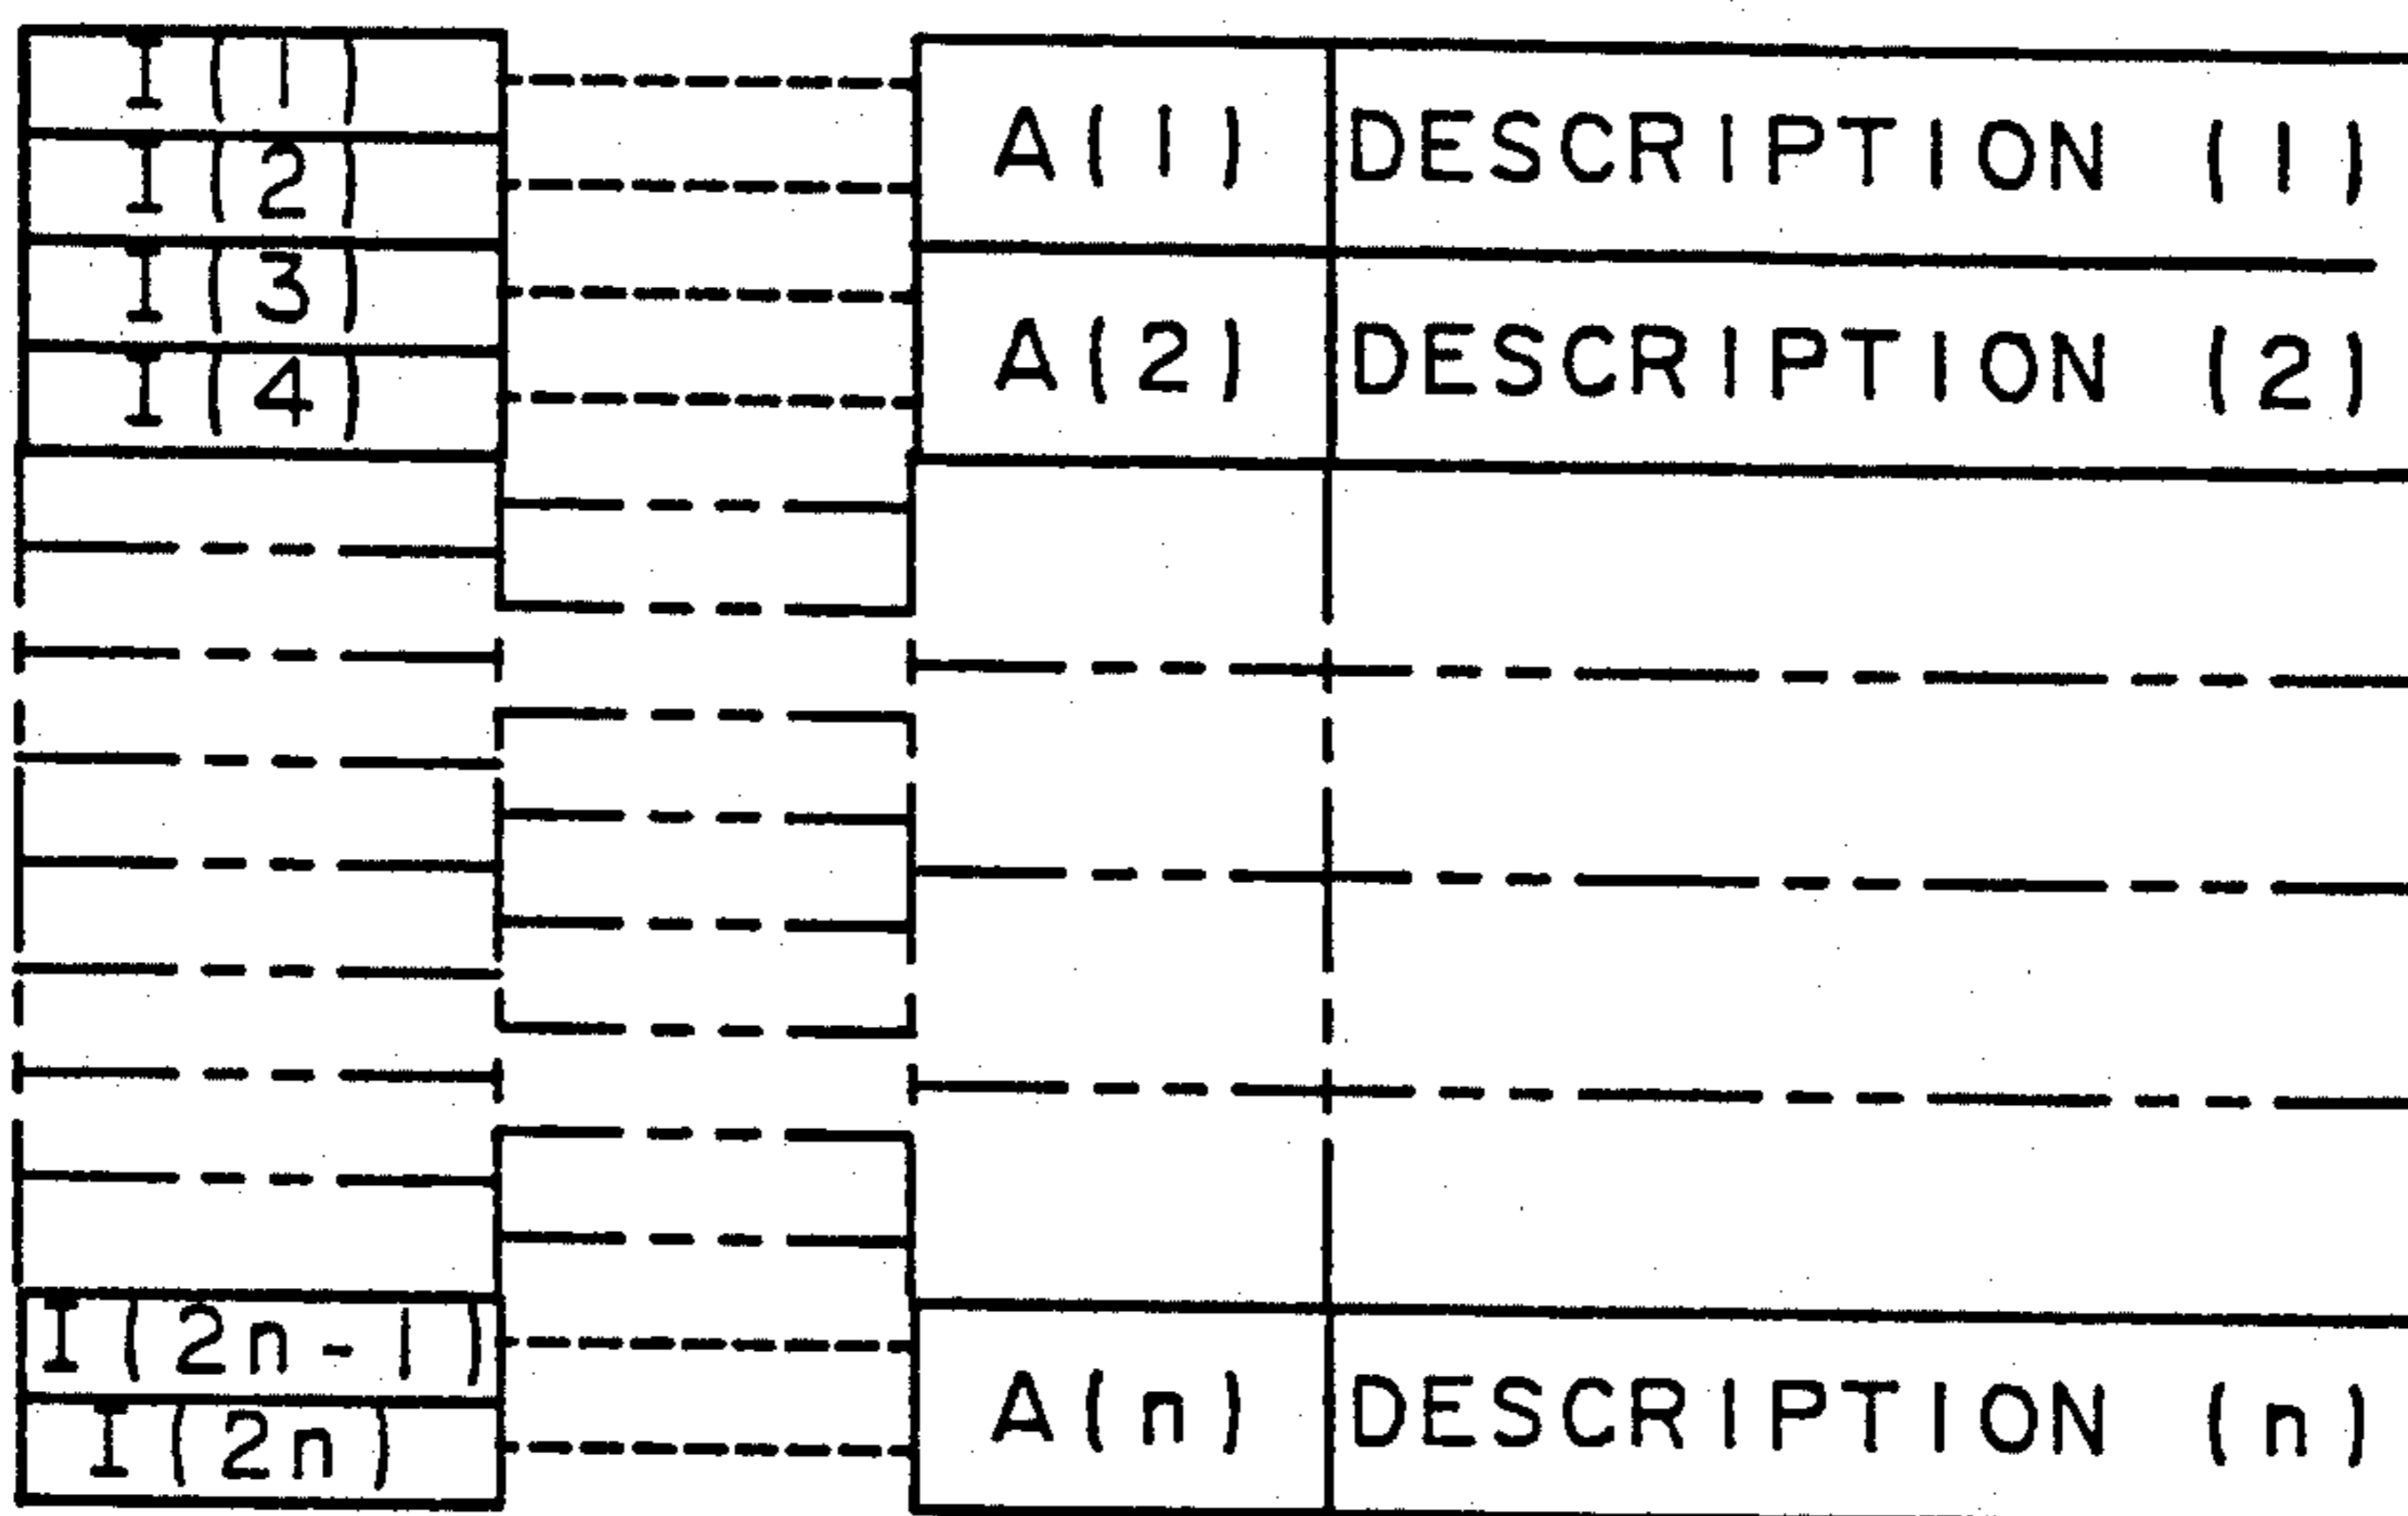 I(1)
A(1) DESCRIPTION (1)
I(2)
I(3)
A(2) DESCRIPTION (2)
I(4)
I(2n-1)
A(n) DESCRIPTION (n)
I(2n)